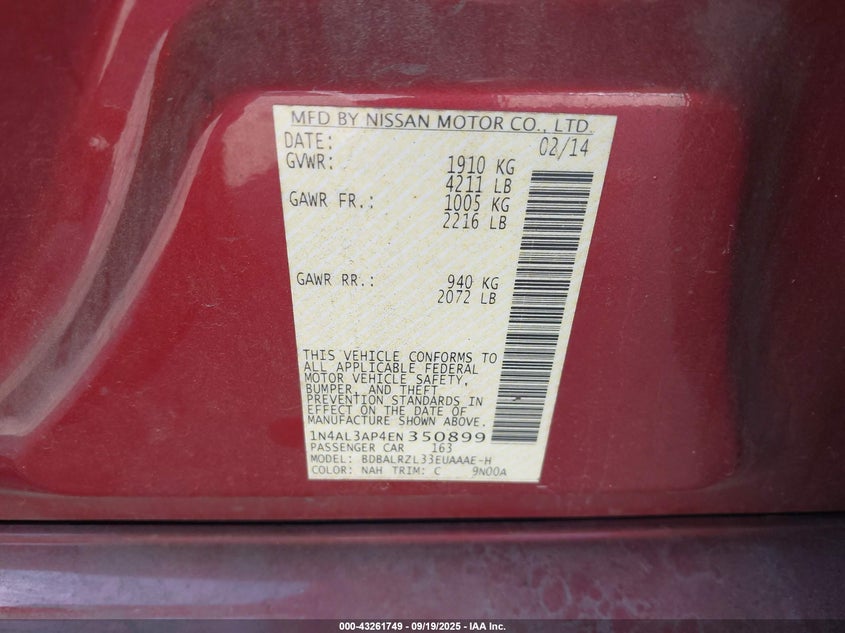 MFD BY NISSAN MOTOR CO., LTD.
DATE: 02/14
GVWR: 1910 KG
4211 LB
GAWR FR.: 1005 KG
2216 LB
GAWR RR.: 940 KG
2072 LB
THIS VEHICLE CONFORMS TO
ALL APPLICABLE FEDERAL
MOTOR VEHICLE SAFETY,
BUMPER, AND THEFT
PREVENTION STANDARDS IN
EFFECT ON THE DATE OF
MANUFACTURE SHOWN ABOVE.
1N4AL3AP4EN350899
PASSENGER CAR 163
MODEL: BDBALRZL33EUAAAE-H
COLOR: NAH TRIM: C 9N00A
000-43261749 - 09/19/2025 - IAA Inc.